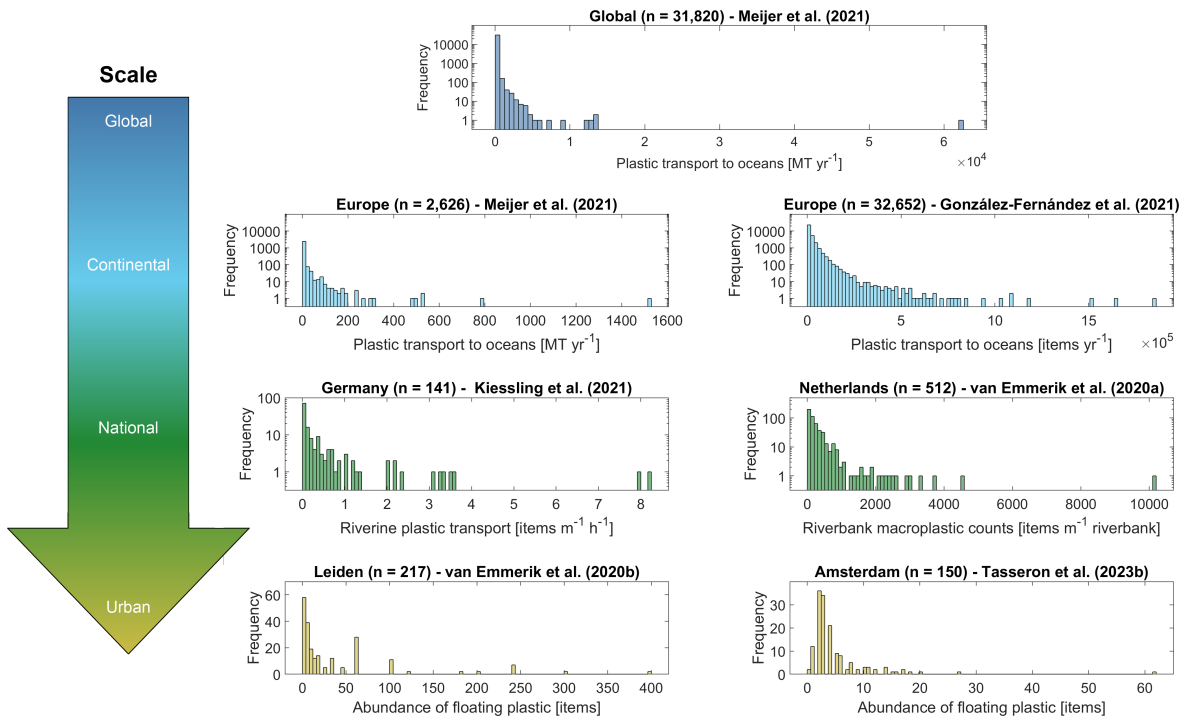 Scale
Global
Continental
National
Urban
Global (n = 31,820) - Meijer et al. (2021)
Frequency
10000
1000
100
10
1
0 1 2 3 4 5 6
×10⁴
Plastic transport to oceans [MT yr⁻¹]
Europe (n = 2,626) - Meijer et al. (2021)
Frequency
10000
1000
100
10
1
0 200 400 600 800 1000 1200 1400 1600
Plastic transport to oceans [MT yr⁻¹]
Europe (n = 32,652) - González-Fernández et al. (2021)
Frequency
10000
1000
100
10
1
0 5 10 15
×10⁵
Plastic transport to oceans [items yr⁻¹]
Germany (n = 141) - Kiessling et al. (2021)
Frequency
100
10
1
0 1 2 3 4 5 6 7 8
Riverine plastic transport [items m⁻¹ h⁻¹]
Netherlands (n = 512) - van Emmerik et al. (2020a)
Frequency
100
10
1
0 2000 4000 6000 8000 10000
Riverbank macroplastic counts [items m⁻¹ riverbank]
Leiden (n = 217) - van Emmerik et al. (2020b)
Frequency
60
40
20
0
0 50 100 150 200 250 300 350 400
Abundance of floating plastic [items]
Amsterdam (n = 150) - Tasseron et al. (2023b)
Frequency
30
20
10
0
0 10 20 30 40 50 60
Abundance of floating plastic [items]